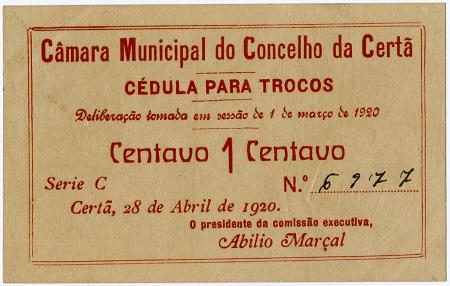 Câmara Municipal do Concelho da Certã
CÉDULA PARA TROCOS
Deliberação tomada em sessão de 1 de março de 1920
Centavo 1 Centavo
Serie C N.º 6977
Certã, 28 de Abril de 1920.
O presidente da comissão executiva,
Abilio Marçal